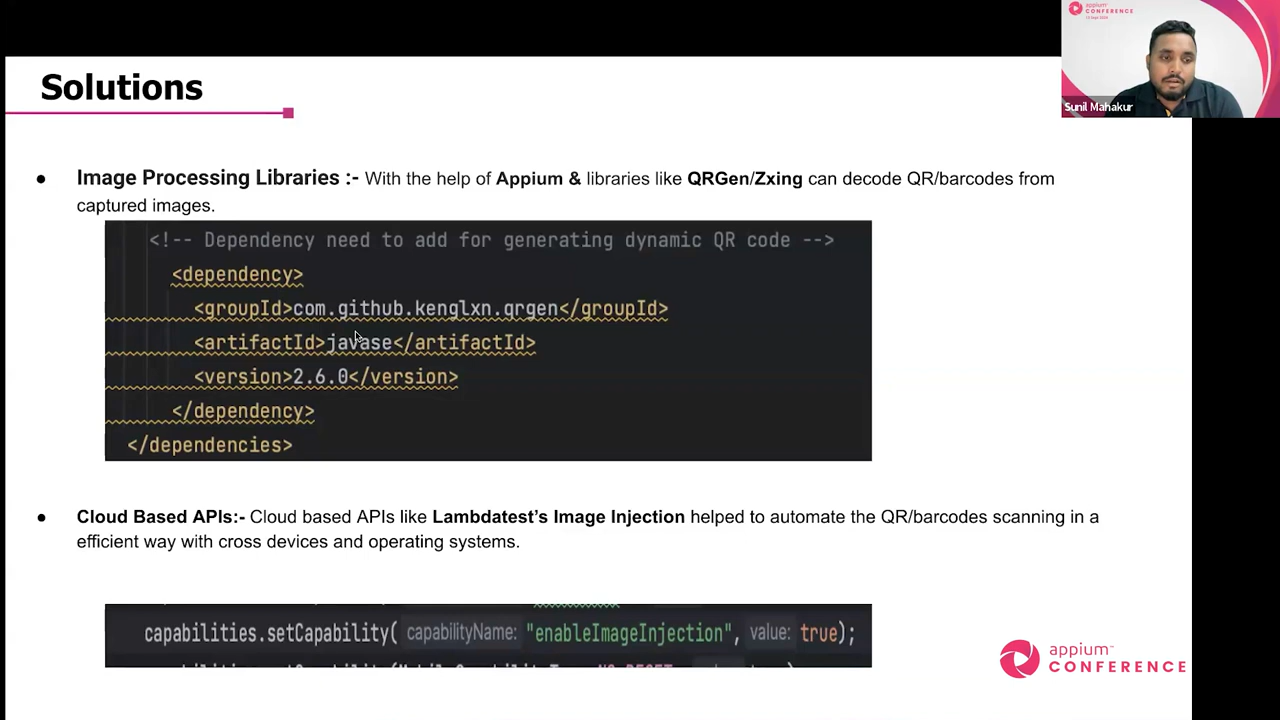 appium
CONFERENCE
Sunil Mahakur
Solutions
● Image Processing Libraries :- With the help of Appium & libraries like QRGen/Zxing can decode QR/barcodes from
captured images.
<!-- Dependency need to add for generating dynamic QR code -->
<dependency>
<groupId>com.github.kenglxn.qrgen</groupId>
<artifactId>javase</artifactId>
<version>2.6.0</version>
</dependency>
</dependencies>
● Cloud Based APIs:- Cloud based APIs like Lambdatest's Image Injection helped to automate the QR/barcodes scanning in a
efficient way with cross devices and operating systems.
capabilities.setCapability( capabilityName: "enableImageInjection", value: true);
appium™
CONFERENCE